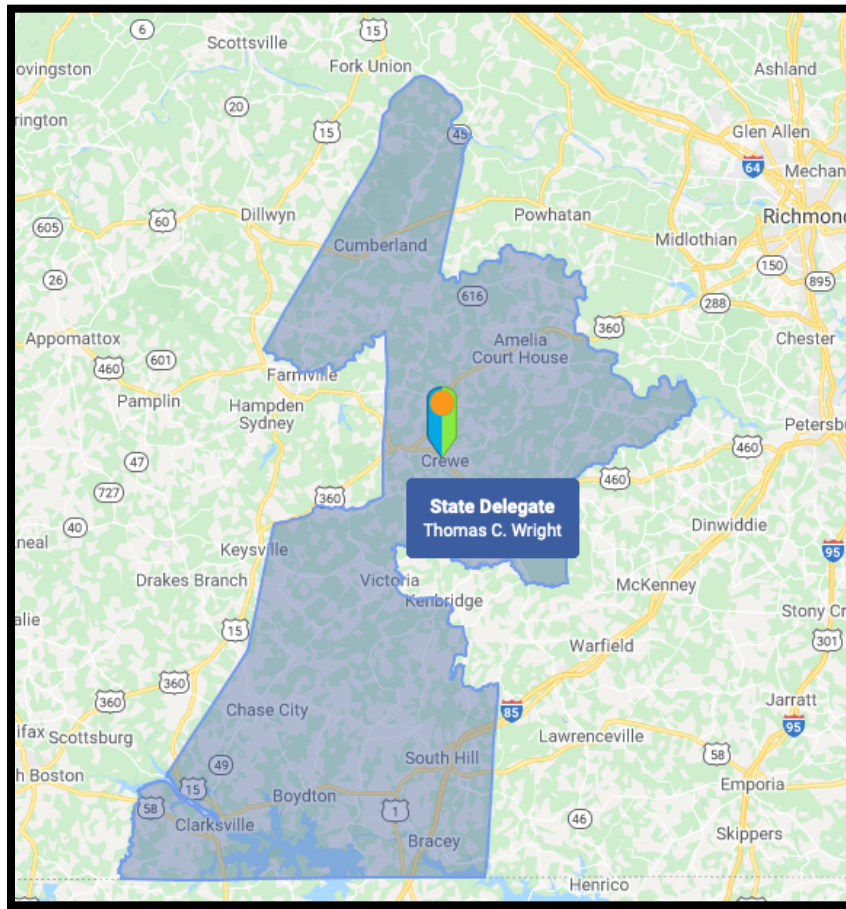 6
15
Scottsville
ovingston
Fork Union
Ashland
20
rington
15
45
Glen Allen
64
Mechan
605
60
Dillwyn
Powhatan
Richmond
Cumberland
Midlothian
26
150
895
616
288
Appomattox
460
601
Amelia
Court House
360
Chester
Farmville
Pamplin
Hampden
Sydney
Petersbu
47
Crewe
460
460
727
360
State Delegate
Thomas C. Wright
40
Dinwiddie
neal
Keysville
95
Drakes Branch
Victoria
Kenbridge
McKenney
Stony Cr
alie
15
Warfield
301
360
360
Chase City
85
Jarratt
95
lifax
Scottsburg
Lawrenceville
58
h Boston
49
South Hill
15
Boydton
Emporia
58
1
46
Clarksville
Bracey
Skippers
Henrico